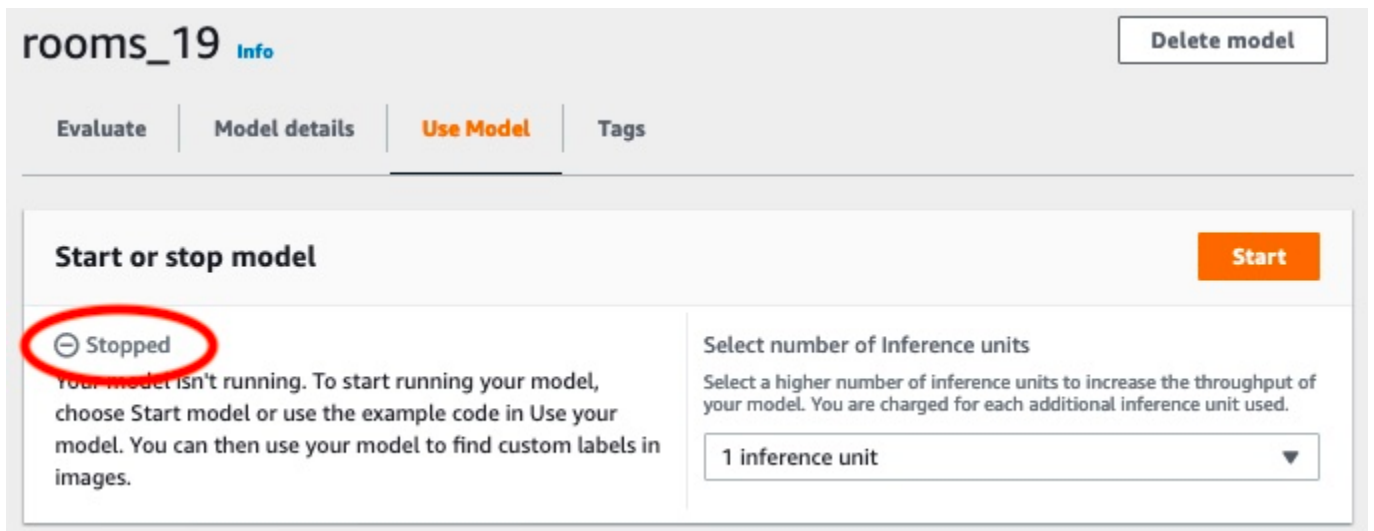 rooms_19 Info
Delete model
Evaluate
Model details
Use Model
Tags
Start or stop model
Start
Stopped
Your model isn't running. To start running your model,
choose Start model or use the example code in Use your
model. You can then use your model to find custom labels in
images.
Select number of Inference units
Select a higher number of inference units to increase the throughput of
your model. You are charged for each additional inference unit used.
1 inference unit